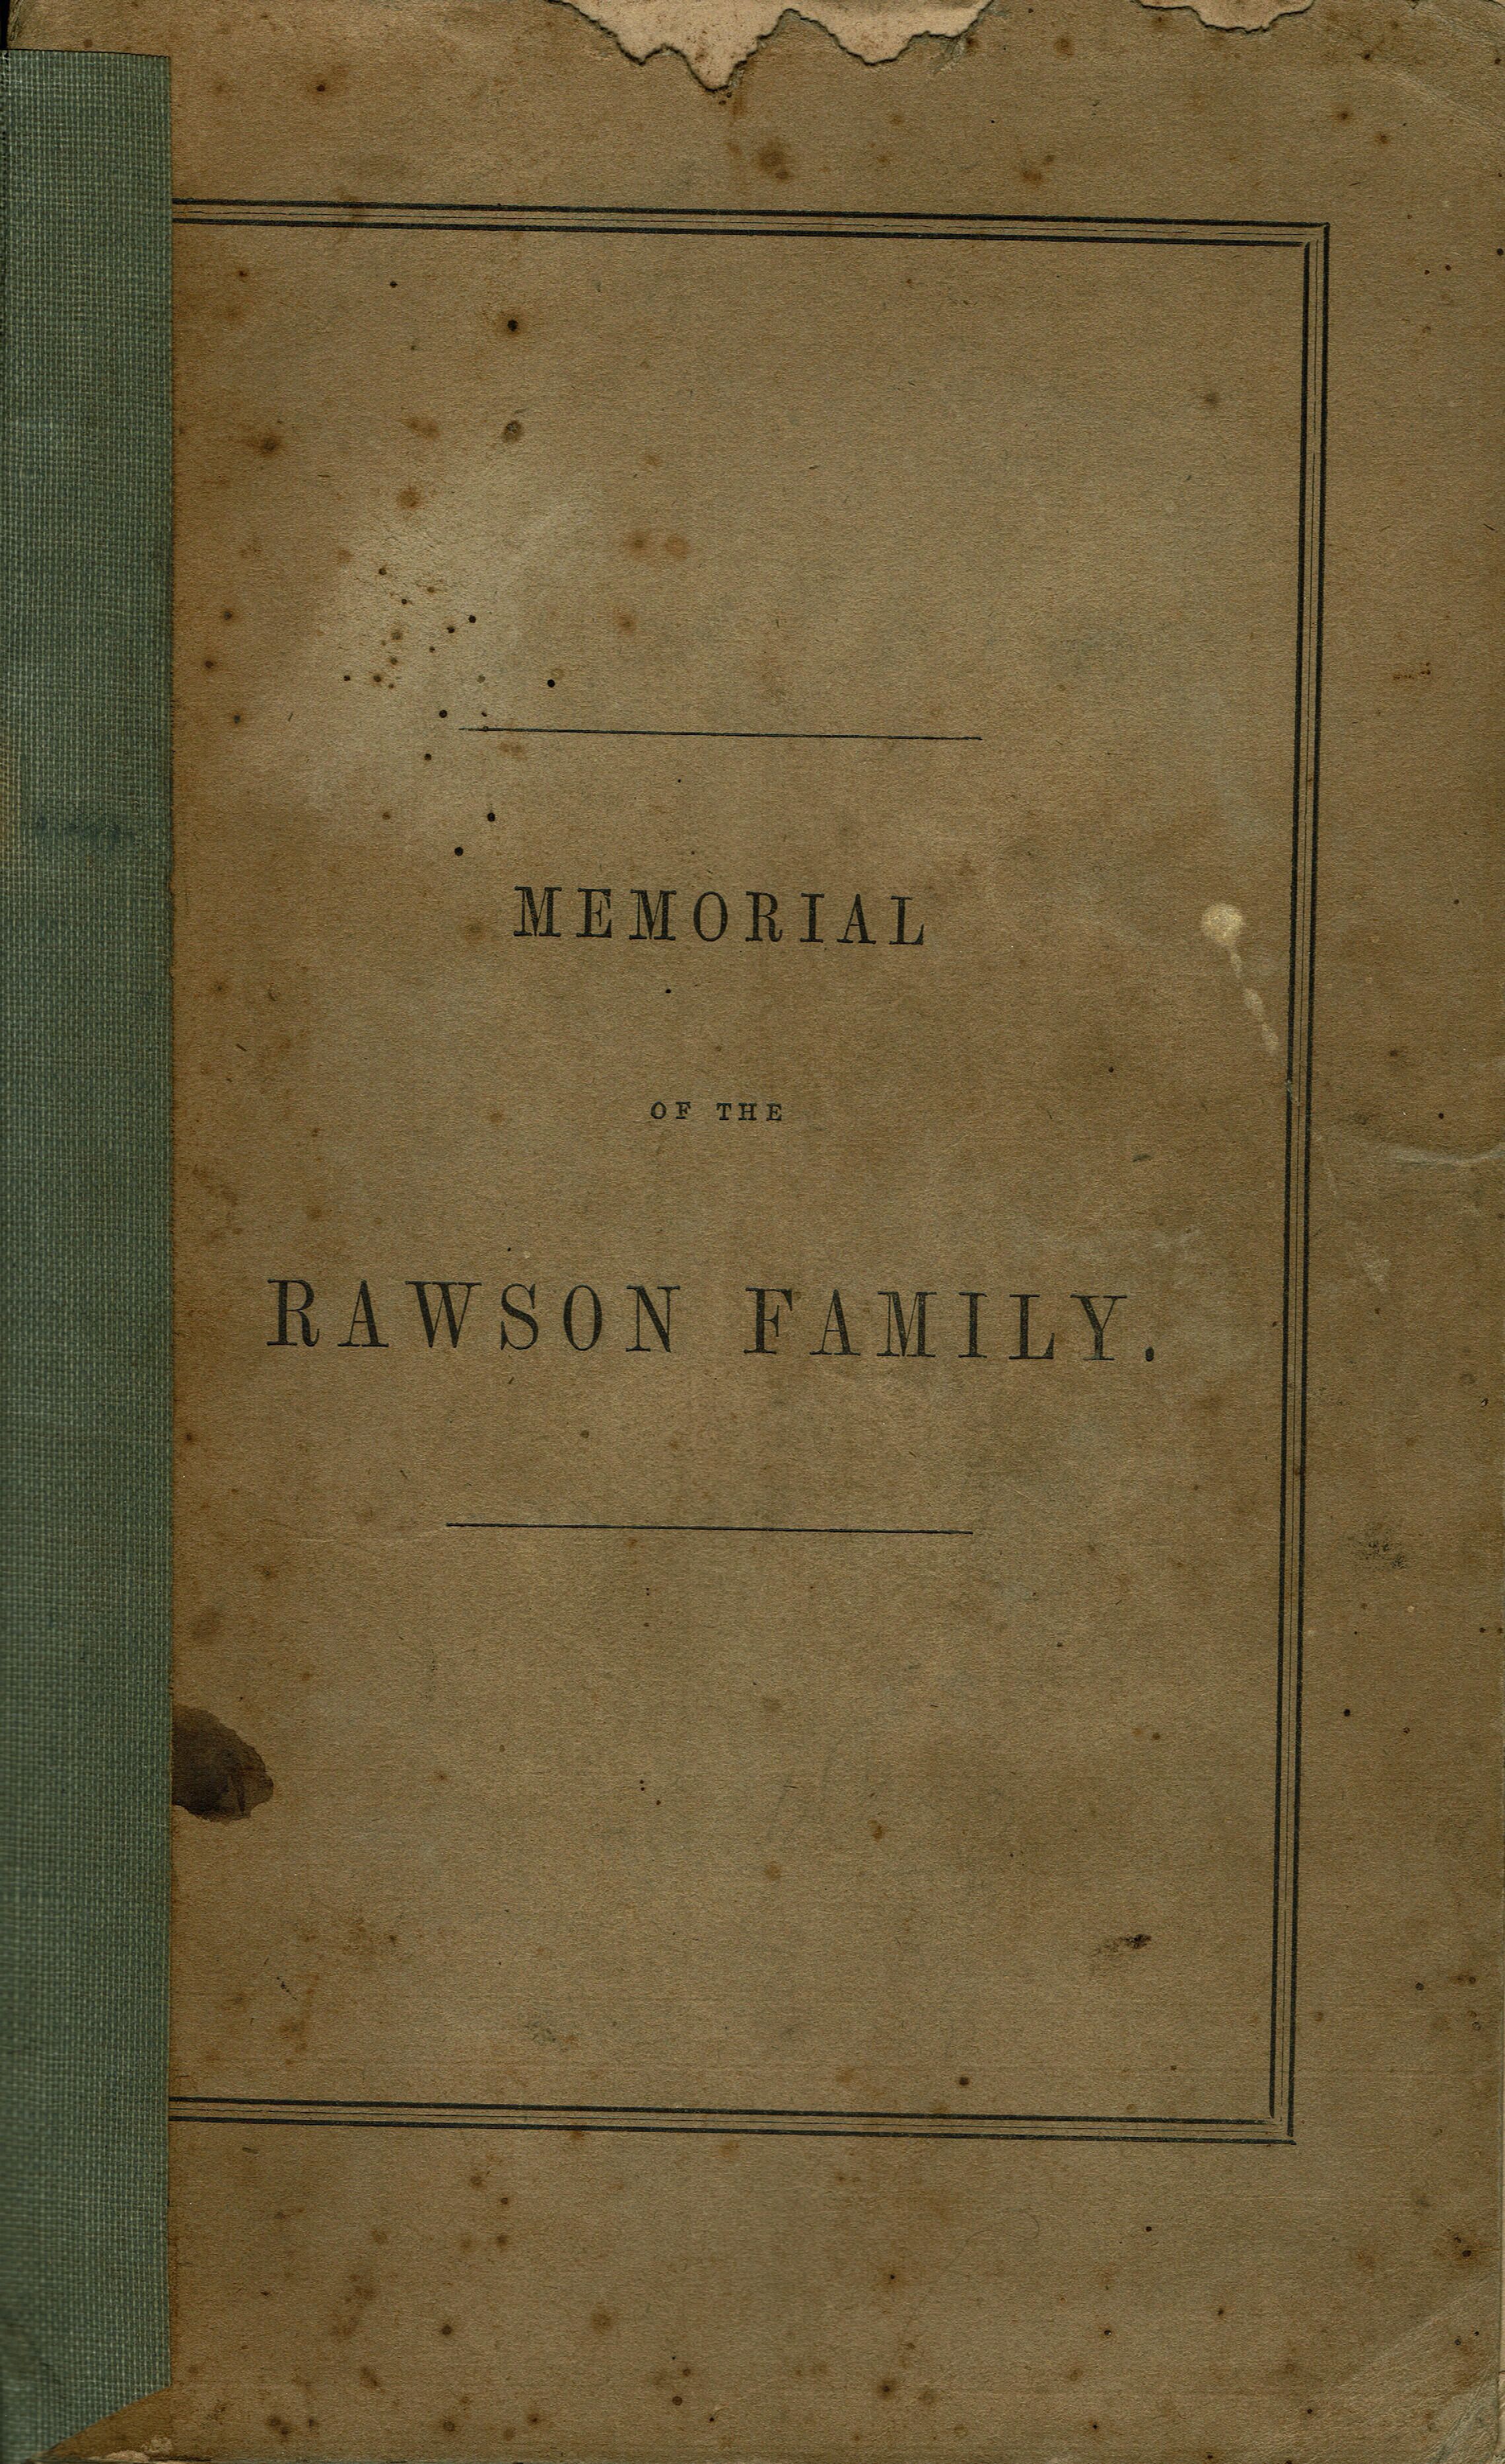 MEMORIAL
OF THE
RAWSON FAMILY.